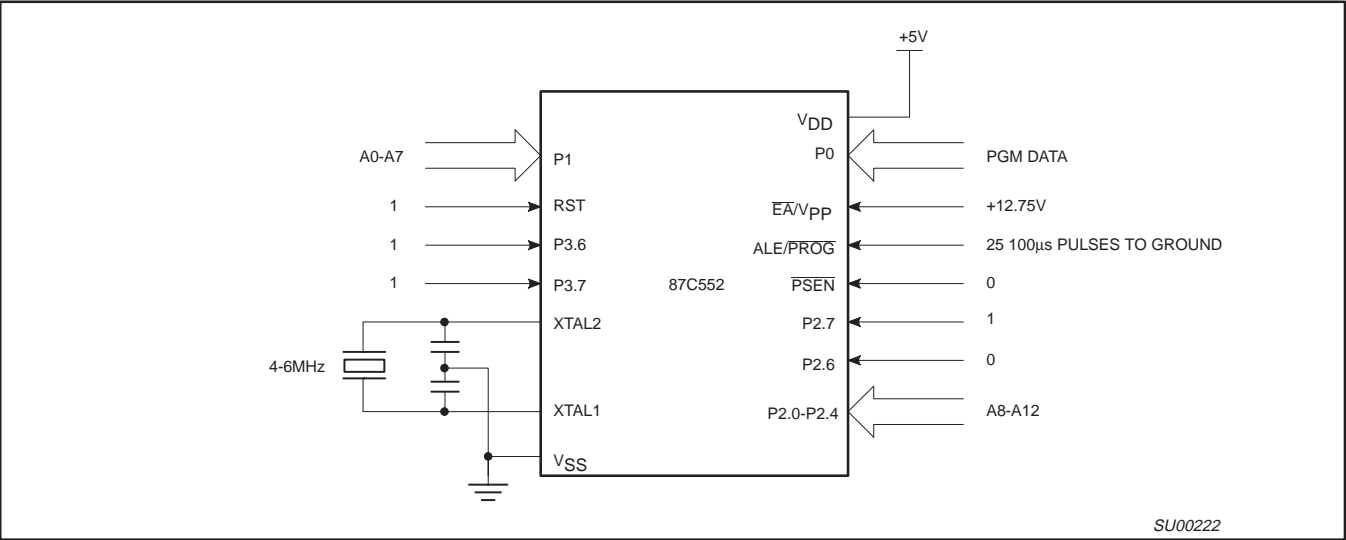 +5V
VDD
A0-A7
P1
P0
PGM DATA
1
RST
EA/VPP
+12.75V
1
P3.6
ALE/PROG
25 100µs PULSES TO GROUND
1
P3.7
87C552
PSEN
0
XTAL2
P2.7
1
4-6MHz
P2.6
0
XTAL1
P2.0-P2.4
A8-A12
VSS
SU00222